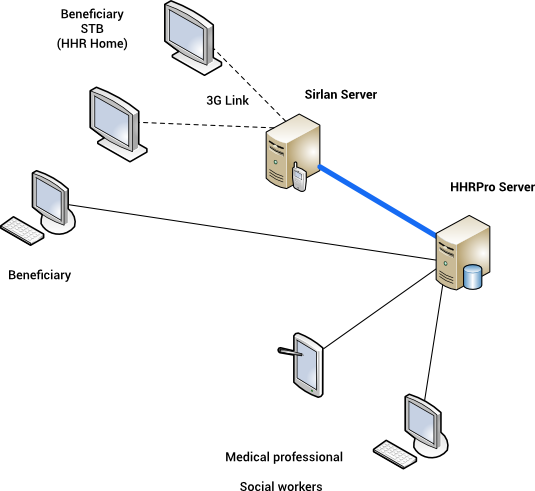 Beneficiary
STB
(HHR Home)
3G Link
Sirlan Server
HHRPro Server
Beneficiary
Medical professional
Social workers